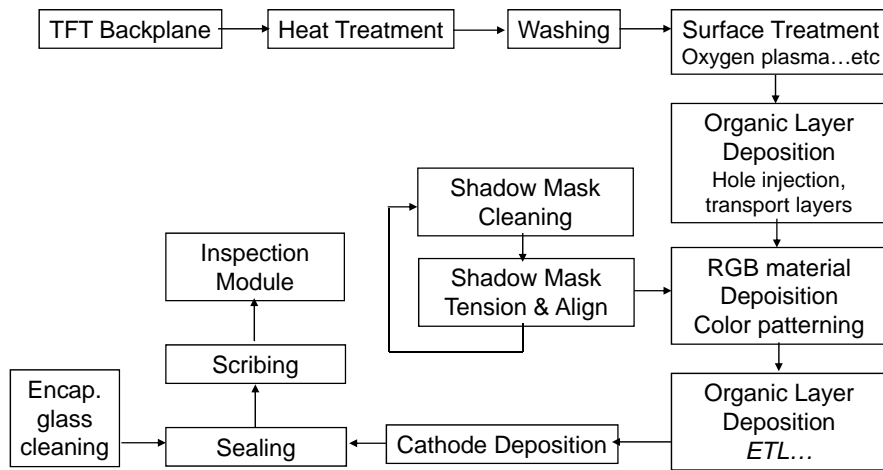 TFT Backplane
Heat Treatment
Washing
Surface Treatment
Oxygen plasma…etc
Organic Layer
Deposition
Hole injection,
transport layers
Shadow Mask
Cleaning
Shadow Mask
Tension & Align
RGB material
Depoisition
Color patterning
Organic Layer
Deposition
ETL…
Cathode Deposition
Encap.
glass
cleaning
Sealing
Scribing
Inspection
Module